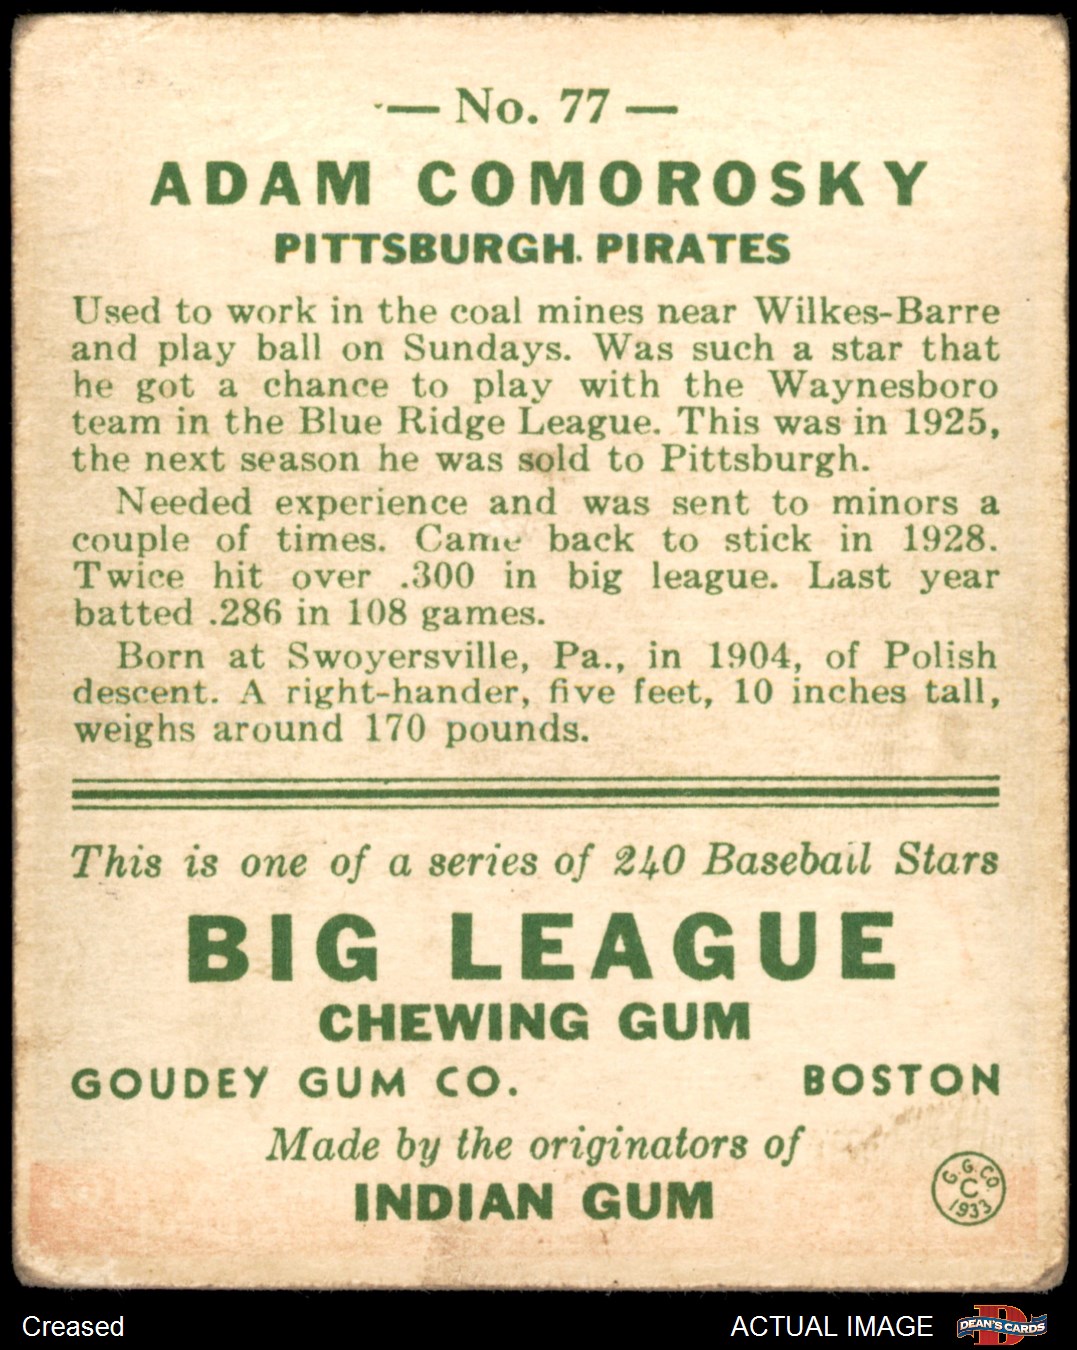 — No. 77 —
ADAM COMOROSKY
PITTSBURGH. PIRATES
Used to work in the coal mines near Wilkes-Barre
and play ball on Sundays. Was such a star that
he got a chance to play with the Waynesboro
team in the Blue Ridge League. This was in 1925,
the next season he was sold to Pittsburgh.
Needed experience and was sent to minors a
couple of times. Came back to stick in 1928.
Twice hit over .300 in big league. Last year
batted .286 in 108 games.
Born at Swoyersville, Pa., in 1904, of Polish
descent. A right-hander, five feet, 10 inches tall,
weighs around 170 pounds.
This is one of a series of 240 Baseball Stars
BIG LEAGUE
CHEWING GUM
GOUDEY GUM CO. BOSTON
Made by the originators of
INDIAN GUM
G. G. CO.
C
1933
Creased
ACTUAL IMAGE
D
DEAN'S CARDS